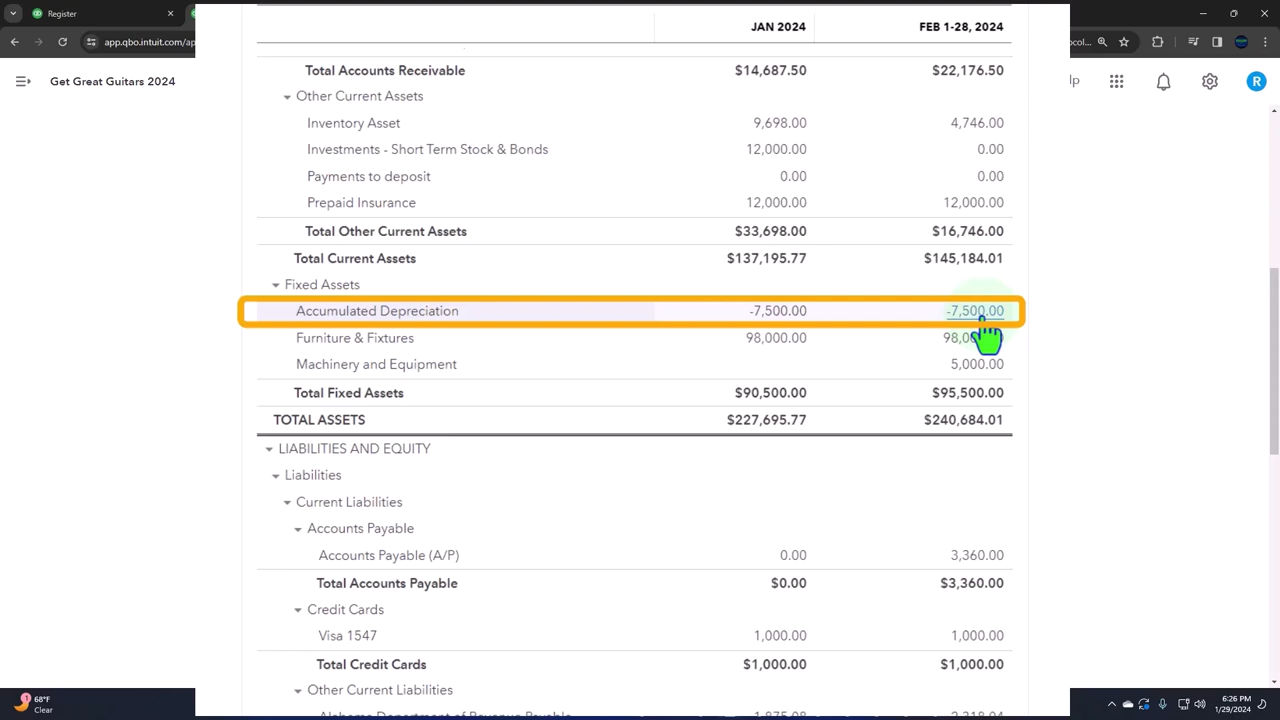 JAN 2024 FEB 1-28, 2024
qbo.intuit.com
lp
Get Great Guitars 2024
R
Total Accounts Receivable $14,687.50 $22,176.50
Other Current Assets
Inventory Asset 9,698.00 4,746.00
Investments - Short Term Stock & Bonds 12,000.00 0.00
Payments to deposit 0.00 0.00
Prepaid Insurance 12,000.00 12,000.00
Total Other Current Assets $33,698.00 $16,746.00
Total Current Assets $137,195.77 $145,184.01
Fixed Assets
Accumulated Depreciation -7,500.00 -7,500.00
Furniture & Fixtures 98,000.00
Machinery and Equipment 5,000.00
Total Fixed Assets $90,500.00 $95,500.00
TOTAL ASSETS $227,695.77 $240,684.01
LIABILITIES AND EQUITY
Liabilities
Current Liabilities
Accounts Payable
Accounts Payable (A/P) 0.00 3,360.00
Total Accounts Payable $0.00 $3,360.00
Credit Cards
Visa 1547 1,000.00 1,000.00
Total Credit Cards $1,000.00 $1,000.00
Other Current Liabilities
1 68°F
Clear
6:26 PM
1/26/2024